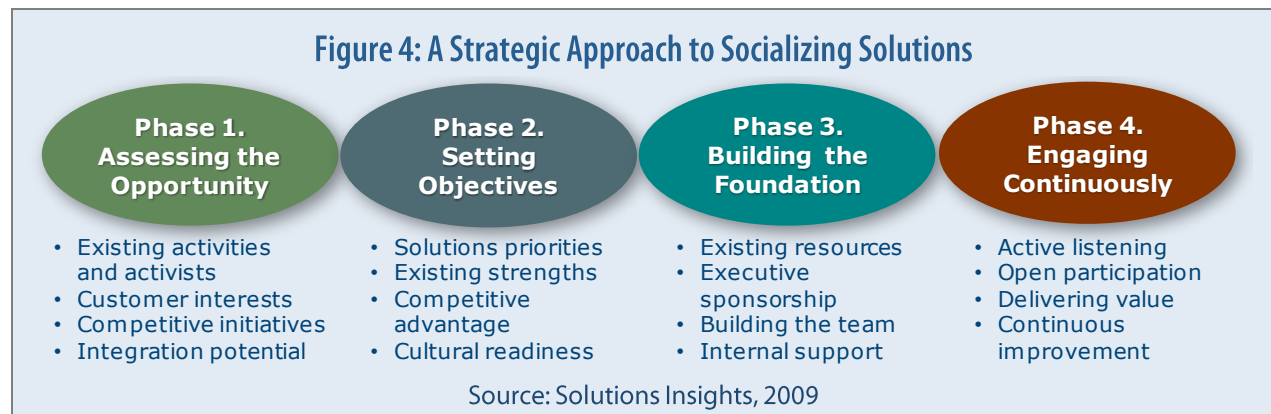 Figure 4: A Strategic Approach to Socializing Solutions
Phase 1.
Assessing the
Opportunity
• Existing activities
and activists
• Customer interests
• Competitive initiatives
• Integration potential
Phase 2.
Setting
Objectives
• Solutions priorities
• Existing strengths
• Competitive
advantage
• Cultural readiness
Phase 3.
Building the
Foundation
• Existing resources
• Executive
sponsorship
• Building the team
• Internal support
Phase 4.
Engaging
Continuously
• Active listening
• Open participation
• Delivering value
• Continuous
improvement
Source: Solutions Insights, 2009